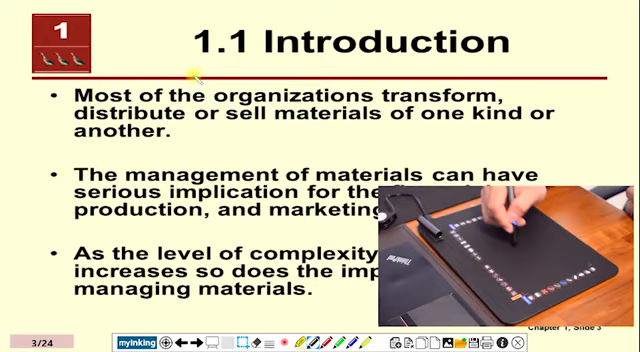 1
1.1 Introduction
• Most of the organizations transform,
distribute or sell materials of one kind or
another.
• The management of materials can have
serious implication for the
production, and marketing
• As the level of complexity
increases so does the
managing materials.
ThinkPad
Chapter 1, Slide 3
3/24
myInking